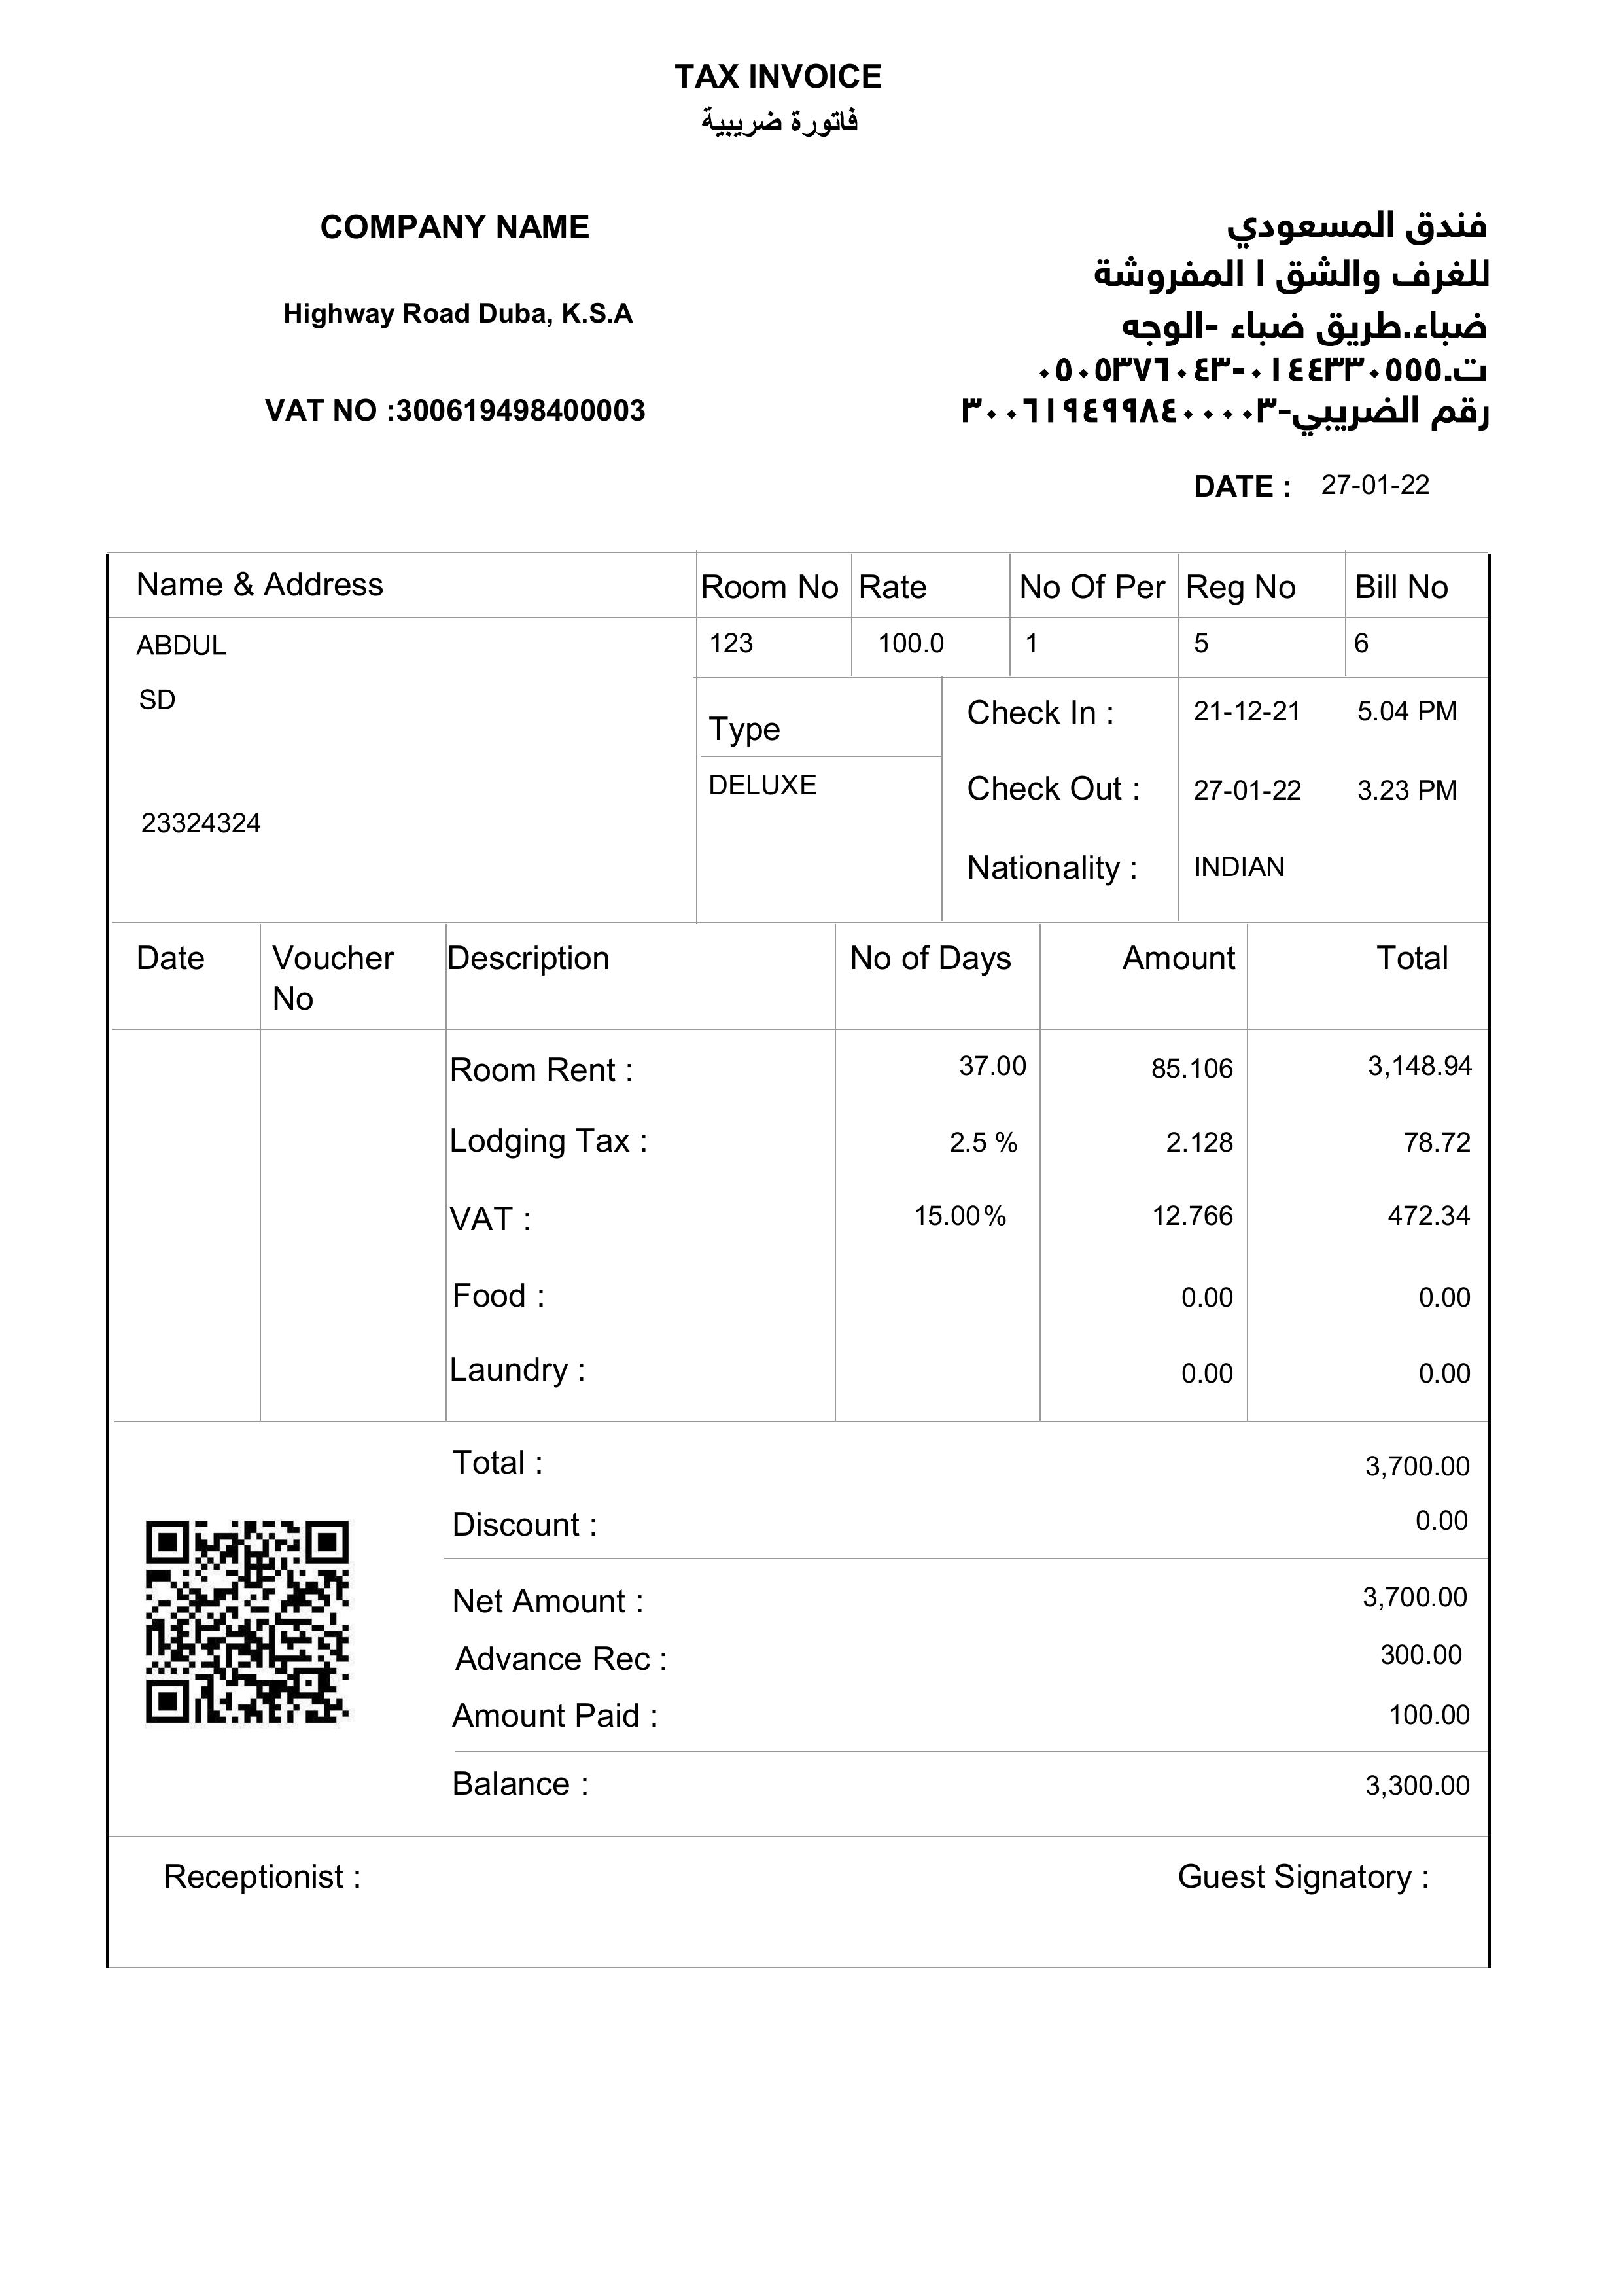 TAX INVOICE
فاتورة ضريبية
COMPANY NAME
Highway Road Duba, K.S.A
VAT NO :300619498400003
فندق المسعودي
للغرف والشق ا المفروشة
ضباء.طريق ضباء -الوجه
ت.٠١٤٤٣٣٠٥٥٥-٠٥٠٥٣٧٦٠٤٣
رقم الضريبي-٣٠٠٦١٩٤٩٩٨٤٠٠٠٠٣
DATE : 27-01-22
Name & Address Room No Rate No Of Per Reg No Bill No
ABDUL 123 100.0 1 5 6
SD
23324324
Type
DELUXE
Check In : 21-12-21 5.04 PM
Check Out : 27-01-22 3.23 PM
Nationality : INDIAN
Date Voucher No Description No of Days Amount Total
Room Rent : 37.00 85.106 3,148.94
Lodging Tax : 2.5 % 2.128 78.72
VAT : 15.00% 12.766 472.34
Food : 0.00 0.00
Laundry : 0.00 0.00
Total : 3,700.00
Discount : 0.00
Net Amount : 3,700.00
Advance Rec : 300.00
Amount Paid : 100.00
Balance : 3,300.00
Receptionist : Guest Signatory :